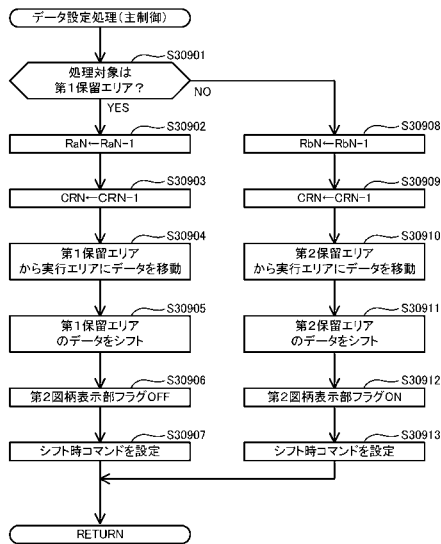 データ設定処理(主制御)
S30901
処理対象は
第1保留エリア?
NO
YES
S30902
RaN←RaN-1
S30903
CRN←CRN-1
S30904
第1保留エリア
から実行エリアにデータを移動
S30905
第1保留エリア
のデータをシフト
S30906
第2図柄表示部フラグOFF
S30907
シフト時コマンドを設定
S30908
RbN←RbN-1
S30909
CRN←CRN-1
S30910
第2保留エリア
から実行エリアにデータを移動
S30911
第2保留エリア
のデータをシフト
S30912
第2図柄表示部フラグON
S30913
シフト時コマンドを設定
RETURN